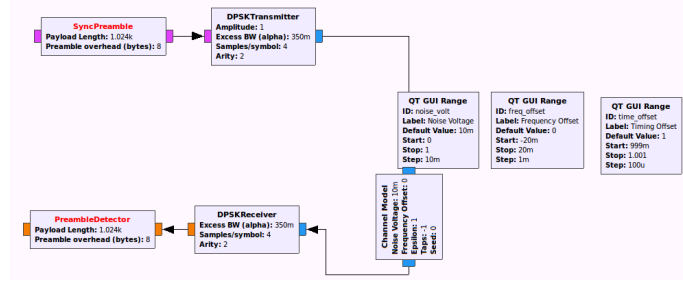 SyncPreamble
Payload Length: 1.024k
Preamble overhead (bytes): 8
DPSKTransmitter
Amplitude: 1
Excess BW (alpha): 350m
Samples/symbol: 4
Arity: 2
QT GUI Range
ID: noise_volt
Label: Noise Voltage
Default Value: 10m
Start: 0
Stop: 1
Step: 10m
QT GUI Range
ID: freq_offset
Label: Frequency Offset
Default Value: 0
Start: -20m
Stop: 20m
Step: 1m
QT GUI Range
ID: time_offset
Label: Timing Offset
Default Value: 1
Start: 999m
Stop: 1.001
Step: 100u
Channel Model
Noise Voltage: 10m
Frequency Offset: 0
Epsilon: 1
Taps: -1
Seed: 0
PreambleDetector
Payload Length: 1.024k
Preamble overhead (bytes): 8
DPSKReceiver
Excess BW (alpha): 350m
Samples/symbol: 4
Arity: 2